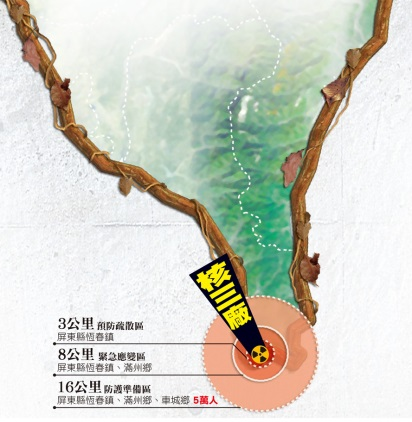 核三廠
3公里 預防疏散區
屏東縣恆春鎮
8公里 緊急應變區
屏東縣恆春鎮、滿州鄉
16公里 防護準備區
屏東縣恆春鎮、滿州鄉、車城鄉 5萬人